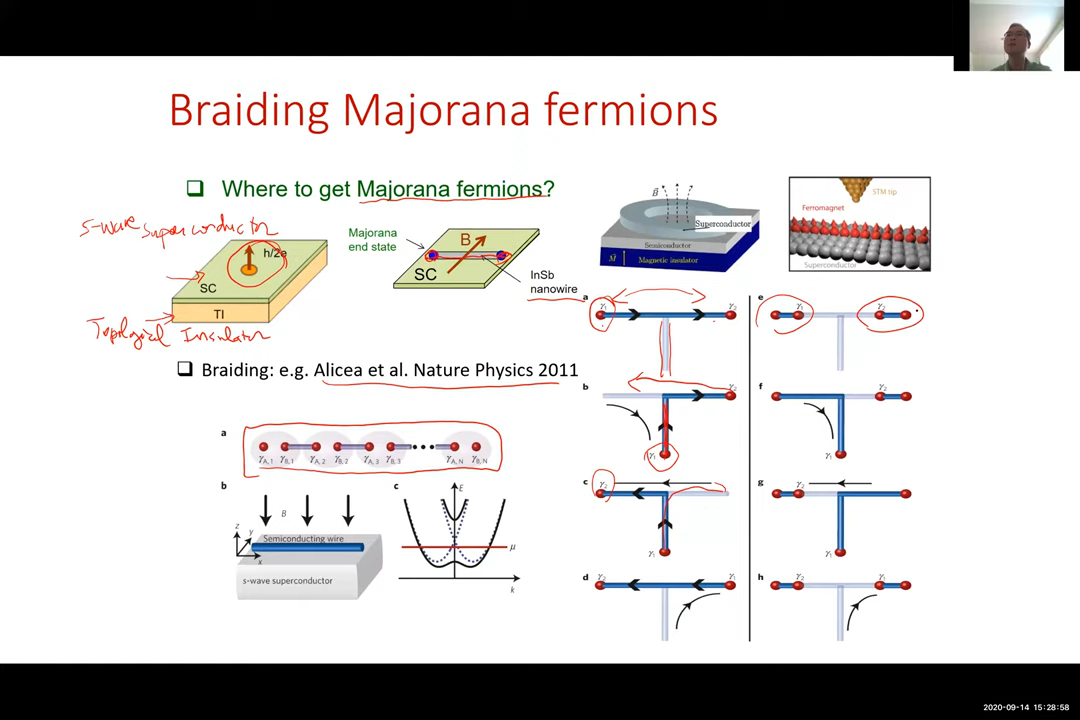 Braiding Majorana fermions
❑ Where to get Majorana fermions?
S-wave superconductor
h/2e
SC
TI
Topological Insulator
Majorana
end state
B
SC
InSb
nanowire
B
Superconductor
Semiconductor
M
Magnetic insulator
STM tip
Ferromagnet
Superconductor
❑ Braiding: e.g. Alicea et al. Nature Physics 2011
a
γA,1 γB,1 γA,2 γB,2 γA,3 γB,3 γA,N γB,N
b
B
z
y
x
Semiconducting wire
s-wave superconductor
c
E
μ
k
a
γ1 γ2
b
γ2
γ1
c
γ2
γ1
d
γ2 γ1
e
γ1 γ2
f
γ2
γ1
g
γ2
γ1
h
γ2 γ1
2020-09-14 15:28:58